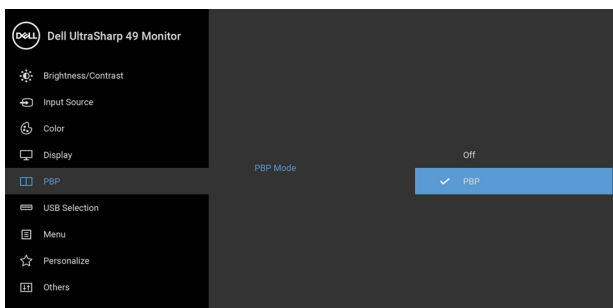 DELL
Dell UltraSharp 49 Monitor
Brightness/Contrast
Input Source
Color
Display
PBP
USB Selection
Menu
Personalize
Others
PBP Mode
Off
PBP